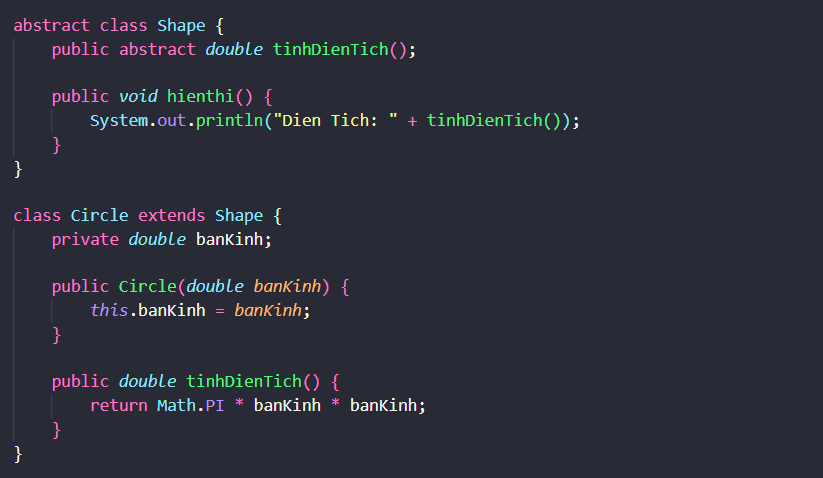 abstract class Shape {
    public abstract double tinhDienTich();

    public void hienthi() {
        System.out.println("Dien Tich: " + tinhDienTich());
    }
}

class Circle extends Shape {
    private double banKinh;

    public Circle(double banKinh) {
        this.banKinh = banKinh;
    }

    public double tinhDienTich() {
        return Math.PI * banKinh * banKinh;
    }
}